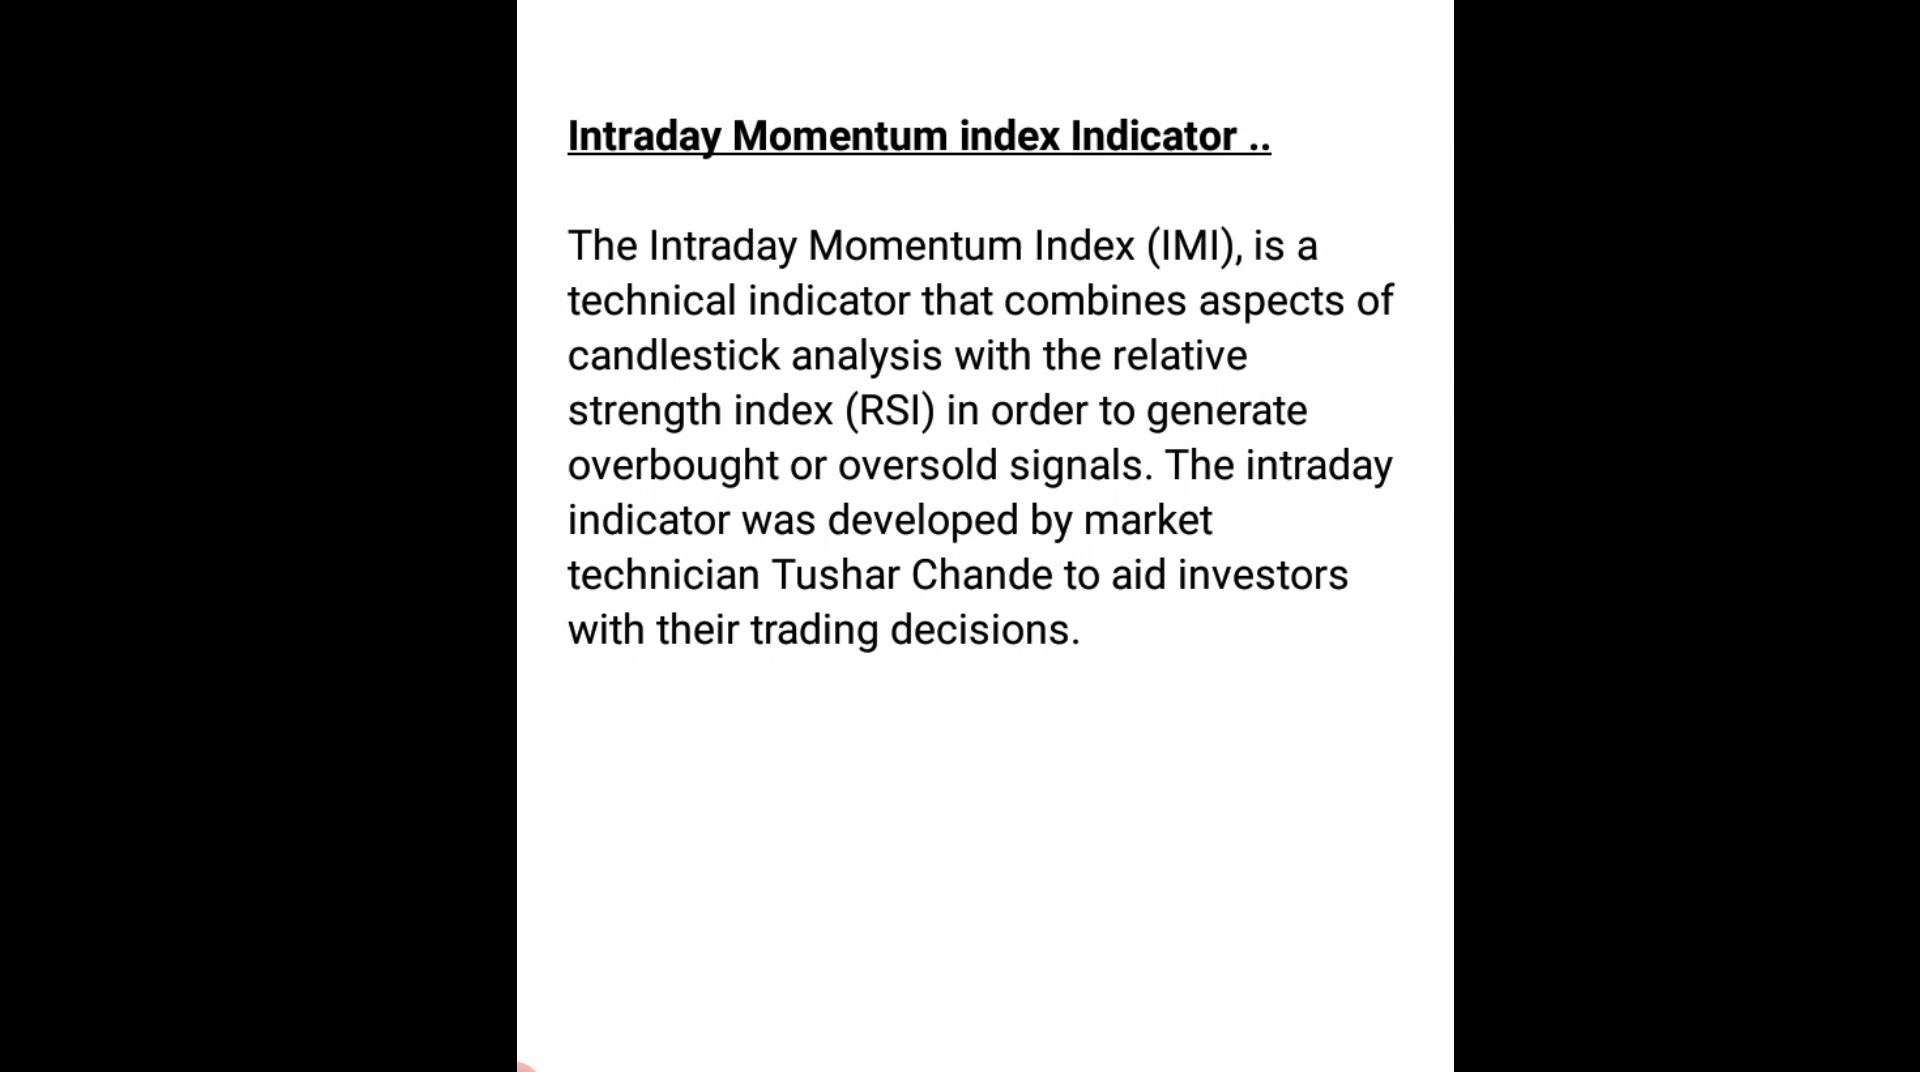 Intraday Momentum index Indicator ..
The Intraday Momentum Index (IMI), is a
technical indicator that combines aspects of
candlestick analysis with the relative
strength index (RSI) in order to generate
overbought or oversold signals. The intraday
indicator was developed by market
technician Tushar Chande to aid investors
with their trading decisions.